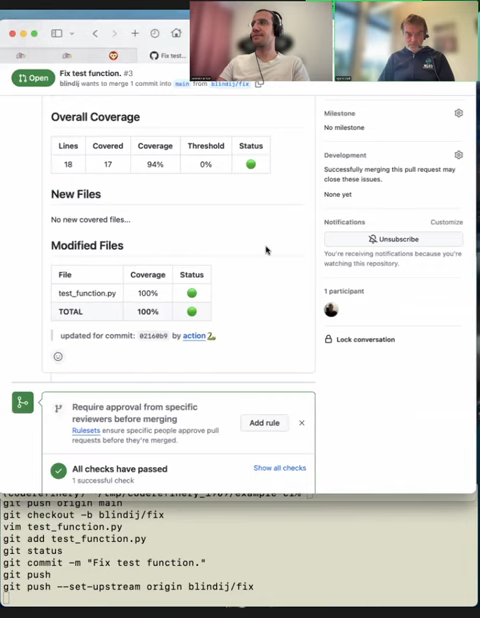 Fix test...
Open
Fix test function. #3
blindij wants to merge 1 commit into main from blindij/fix
Overall Coverage
Lines Covered Coverage Threshold Status
18 17 94% 0%
New Files
No new covered files...
Modified Files
File Coverage Status
test_function.py 100%
TOTAL 100%
updated for commit: 02160b9 by action
Require approval from specific
reviewers before merging
Rulesets ensure specific people approve pull
requests before they're merged.
Add rule
All checks have passed
1 successful check
Show all checks
Milestone
No milestone
Development
Successfully merging this pull request may
close these issues.
None yet
Notifications Customize
Unsubscribe
You're receiving notifications because you're
watching this repository.
1 participant
Lock conversation
git push origin main
git checkout -b blindij/fix
vim test_function.py
git add test_function.py
git status
git commit -m "Fix test function."
git push
git push --set-upstream origin blindij/fix